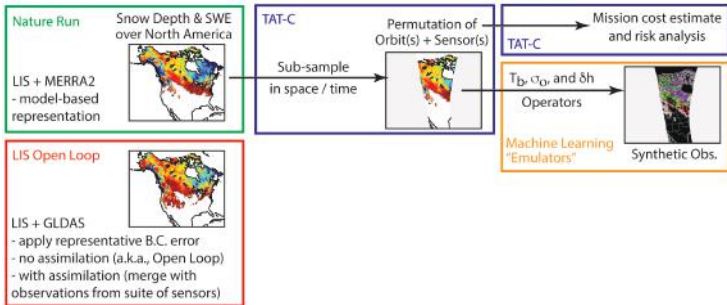 Nature Run
Snow Depth & SWE
over North America
LIS + MERRA2
- model-based
representation
TAT-C
Sub-sample
in space / time
Permutation of
Orbit(s) + Sensor(s)
Mission cost estimate
and risk analysis
TAT-C
Tb, σo, and δh
Operators
Machine Learning
"Emulators"
Synthetic Obs.
LIS Open Loop
LIS + GLDAS
- apply representative B.C. error
- no assimilation (a.k.a., Open Loop)
- with assimilation (merge with
observations from suite of sensors)